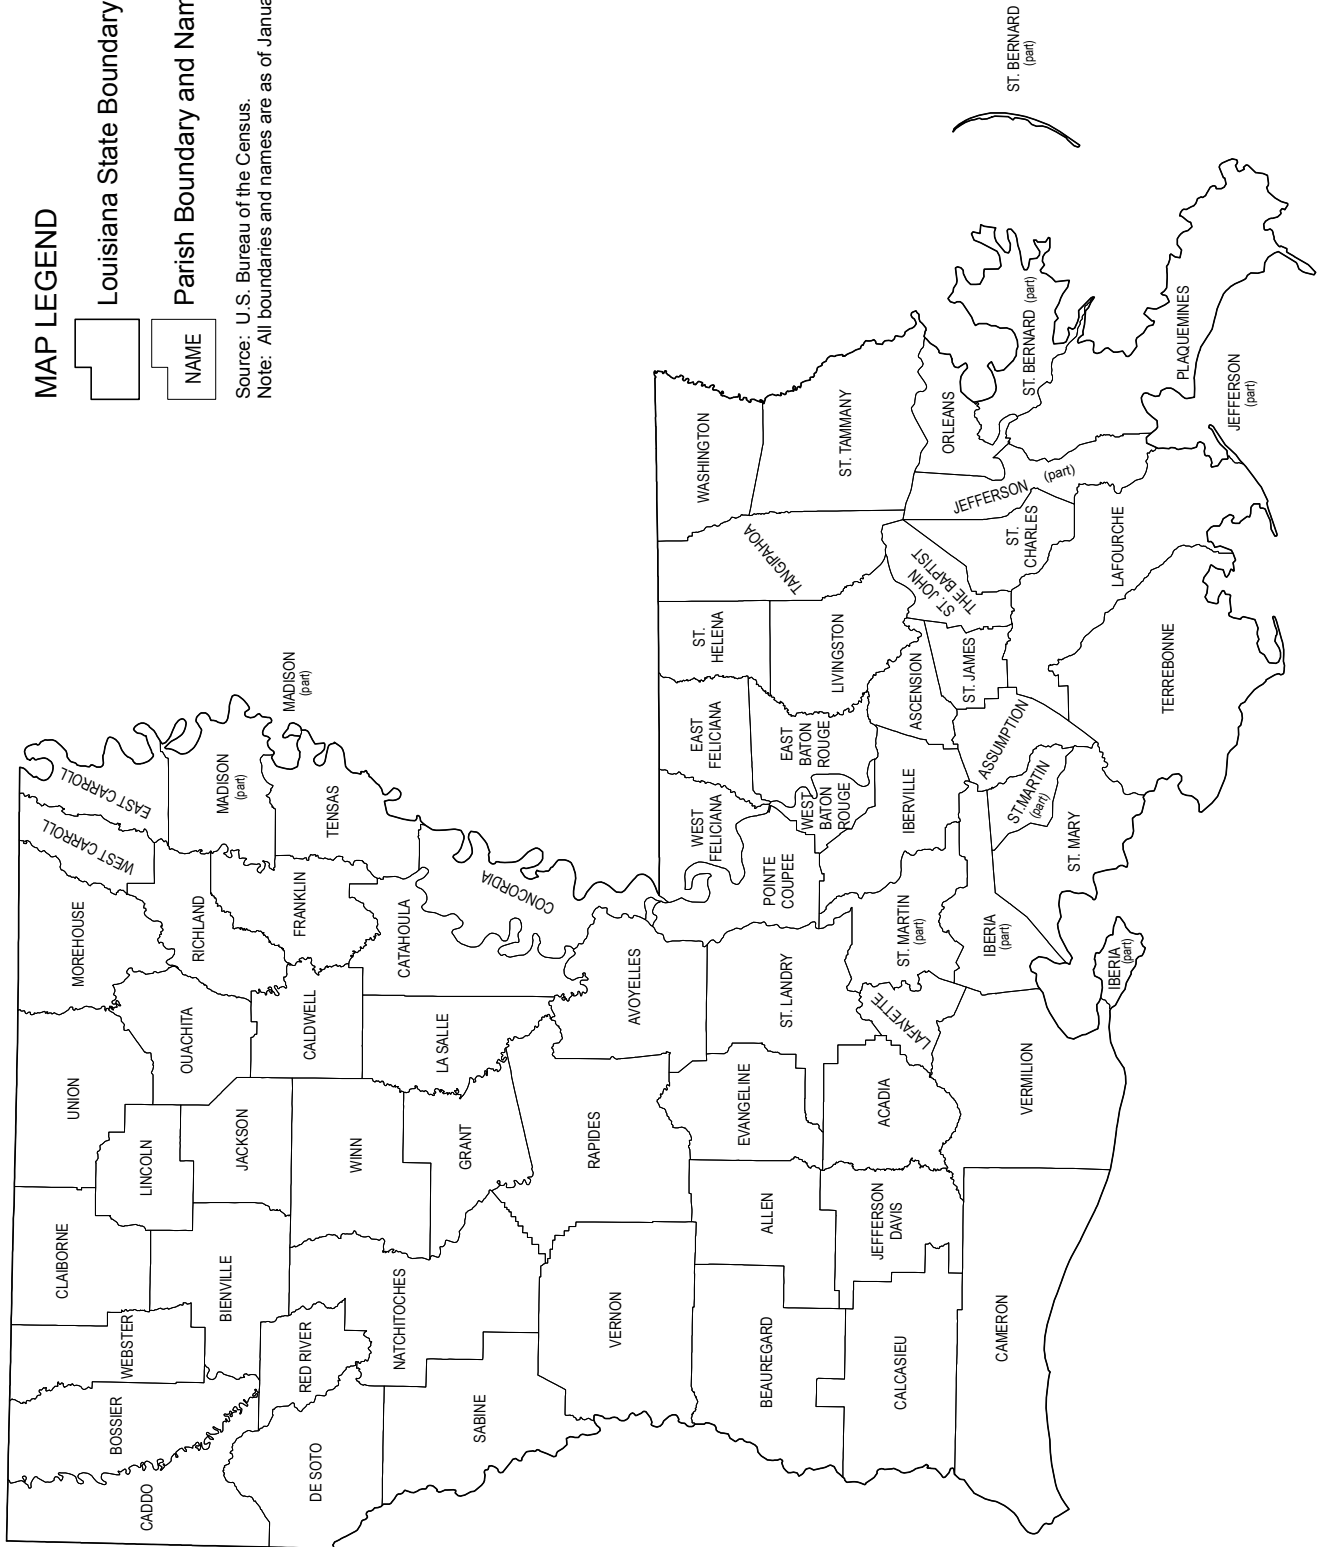 MAP LEGEND
Louisiana State Boundary
NAME
Parish Boundary and Nam
Source: U.S. Bureau of the Census.
Note: All boundaries and names are as of Janua
CADDO
BOSSIER
WEBSTER
CLAIBORNE
UNION
MOREHOUSE
WEST CARROLL
EAST CARROLL
LINCOLN
BIENVILLE
JACKSON
OUACHITA
RICHLAND
MADISON
(part)
MADISON
(part)
DE SOTO
RED RIVER
WINN
CALDWELL
FRANKLIN
TENSAS
NATCHITOCHES
SABINE
GRANT
LA SALLE
CATAHOULA
CONCORDIA
VERNON
RAPIDES
AVOYELLES
BEAUREGARD
ALLEN
EVANGELINE
ST. LANDRY
POINTE
COUPEE
WEST
FELICIANA
EAST
FELICIANA
ST.
HELENA
TANGIPAHOA
WASHINGTON
WEST
BATON
ROUGE
EAST
BATON
ROUGE
LIVINGSTON
ST. TAMMANY
CALCASIEU
JEFFERSON
DAVIS
ACADIA
LAFAYETTE
ST. MARTIN
(part)
IBERVILLE
ASCENSION
ST. JOHN
THE BAPTIST
ORLEANS
ST. BERNARD
(part)
ST. BERNARD (part)
CAMERON
VERMILION
IBERIA
(part)
IBERIA
(part)
ST. MARY
ST.MARTIN
(part)
ASSUMPTION
ST. JAMES
ST.
CHARLES
JEFFERSON (part)
LAFOURCHE
TERREBONNE
PLAQUEMINES
JEFFERSON
(part)